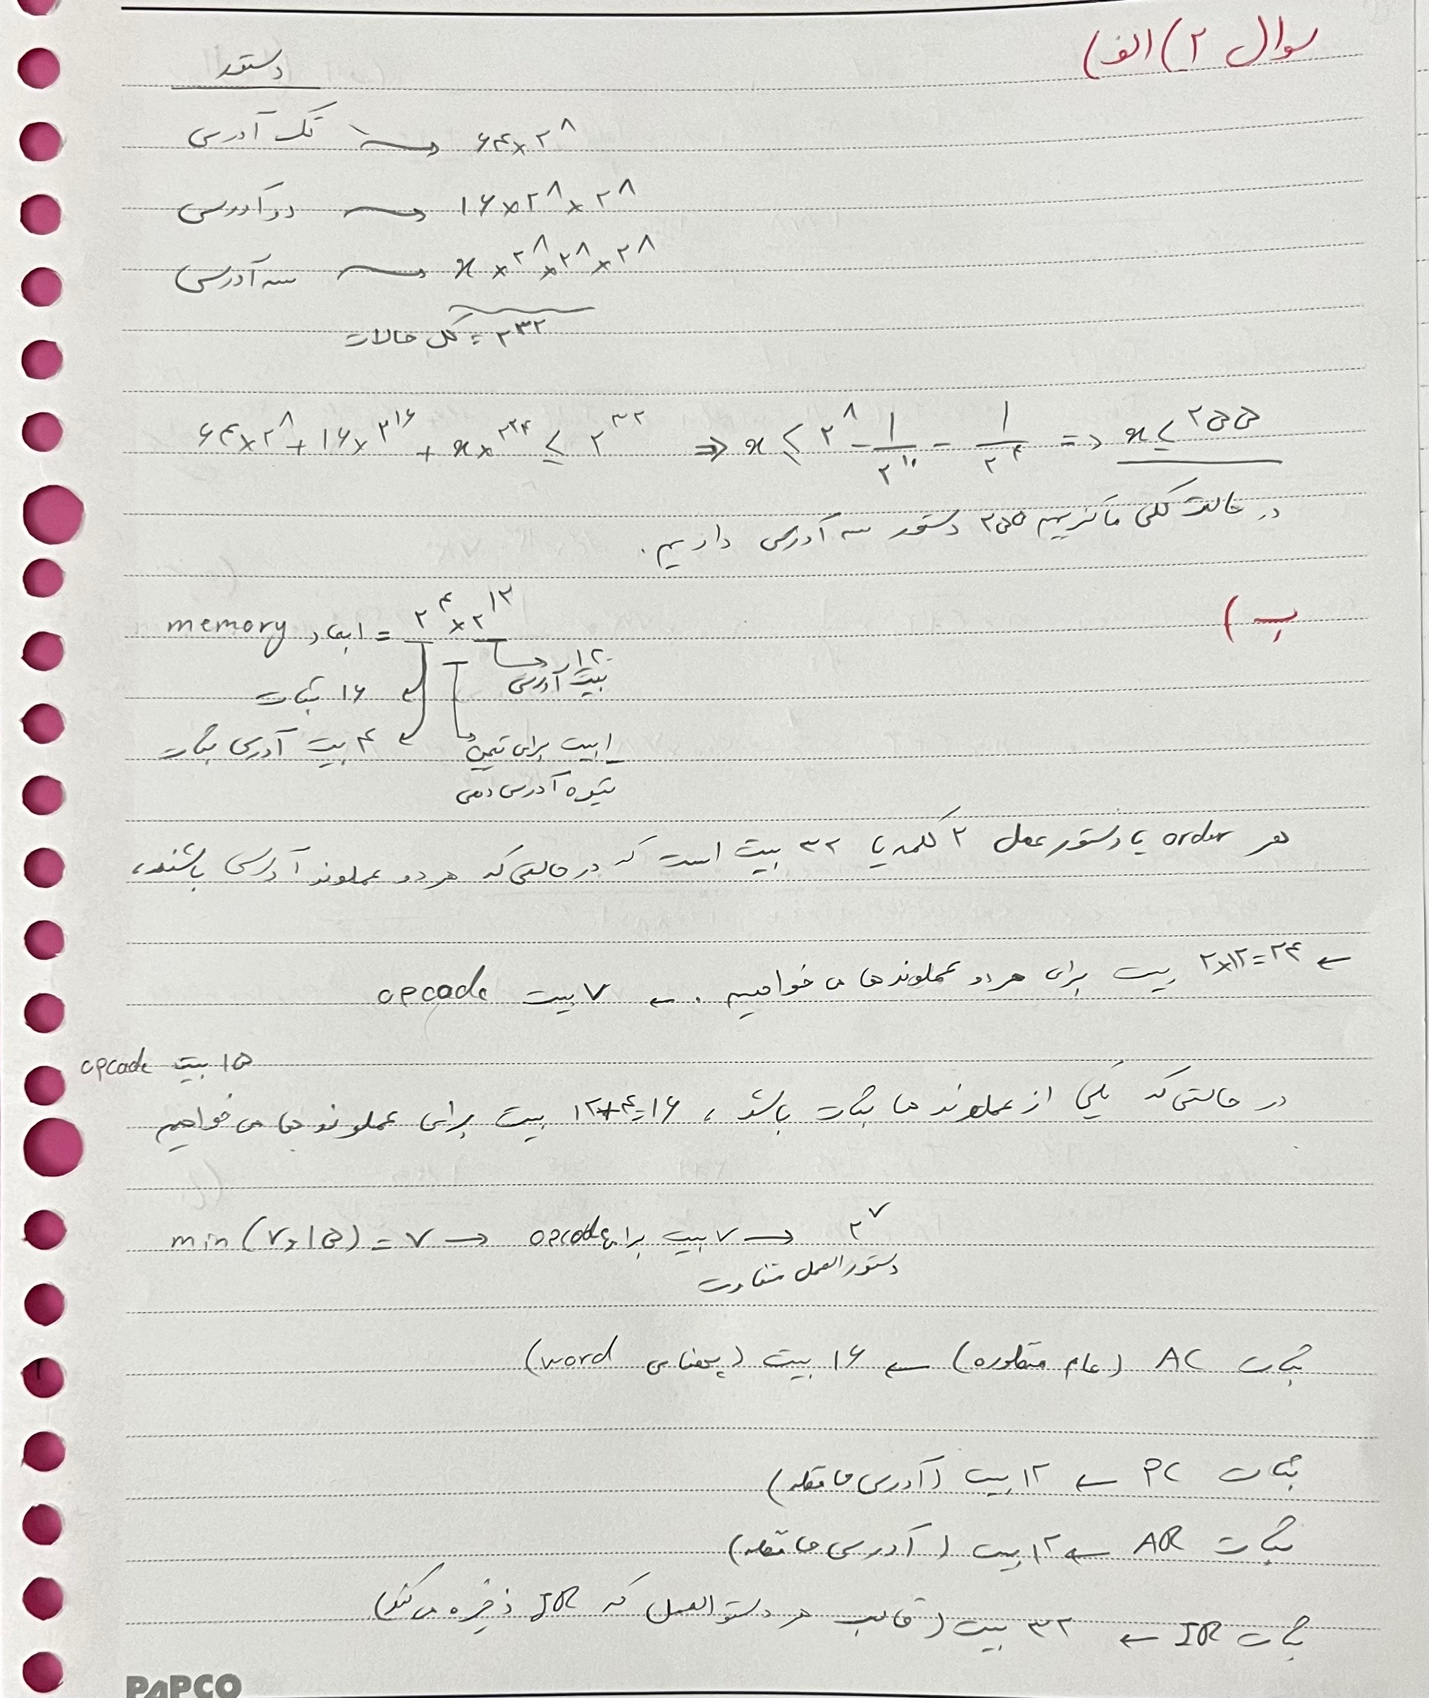 سوال ۲) الف)
دستور
تک آدرسی → ۶۴×۲^۸
دو آدرسی → ۱۶×۲^۸×۲^۸
سه آدرسی → x×۲^۸×۲^۸×۲^۸
۲^۳۲ = کل حالات
۶۴×۲^۸ + ۱۶×۲^۱۶ + x×۲^۲۴ ≤ ۲^۳۲ ⇒ x ≤ ۲^۸ - ۱/۲^۱۰ - ۱/۲^۴ => x ≤ ۲۵۵
در حالت کلی ماکزیمم ۲۵۵ دستور سه آدرسی داریم.
ب)
memory ابعاد = ۲^۴×۲^۱۲
۱۲ بیت آدرسی
۱۶ ثبات
۴ بیت آدرسی ثبات
۱ بیت برای تعیین
شیوه آدرس دهی
هر order یا دستور عمل ۲ کلمه یا ۳۲ بیت است که در حالتی که هر دو عملوند آدرسی باشند،
← ۲×۱۲=۲۴ بیت برای هر دو عملوندها می خواهیم. ← ۷ بیت opcode
در حالتی که یکی از عملوندها ثبات باشد، ۱۲+۴=۱۶ بیت برای عملوندها می خواهیم
۱۵ بیت opcode
min(۷,۱۵) = ۷ → opcode ۷ بیت برای → ۲^۷
دستورالعمل متفاوت
ثبات AC (عام منظوره) ← ۱۶ بیت (پهنای word)
ثبات PC ← ۱۲ بیت (آدرس حافظه)
ثبات AR ← ۱۲ بیت (آدرس حافظه)
ثبات IR ← ۳۲ بیت (قالب هر دستورالعمل که IR ذخیره می کند)
PAPCO